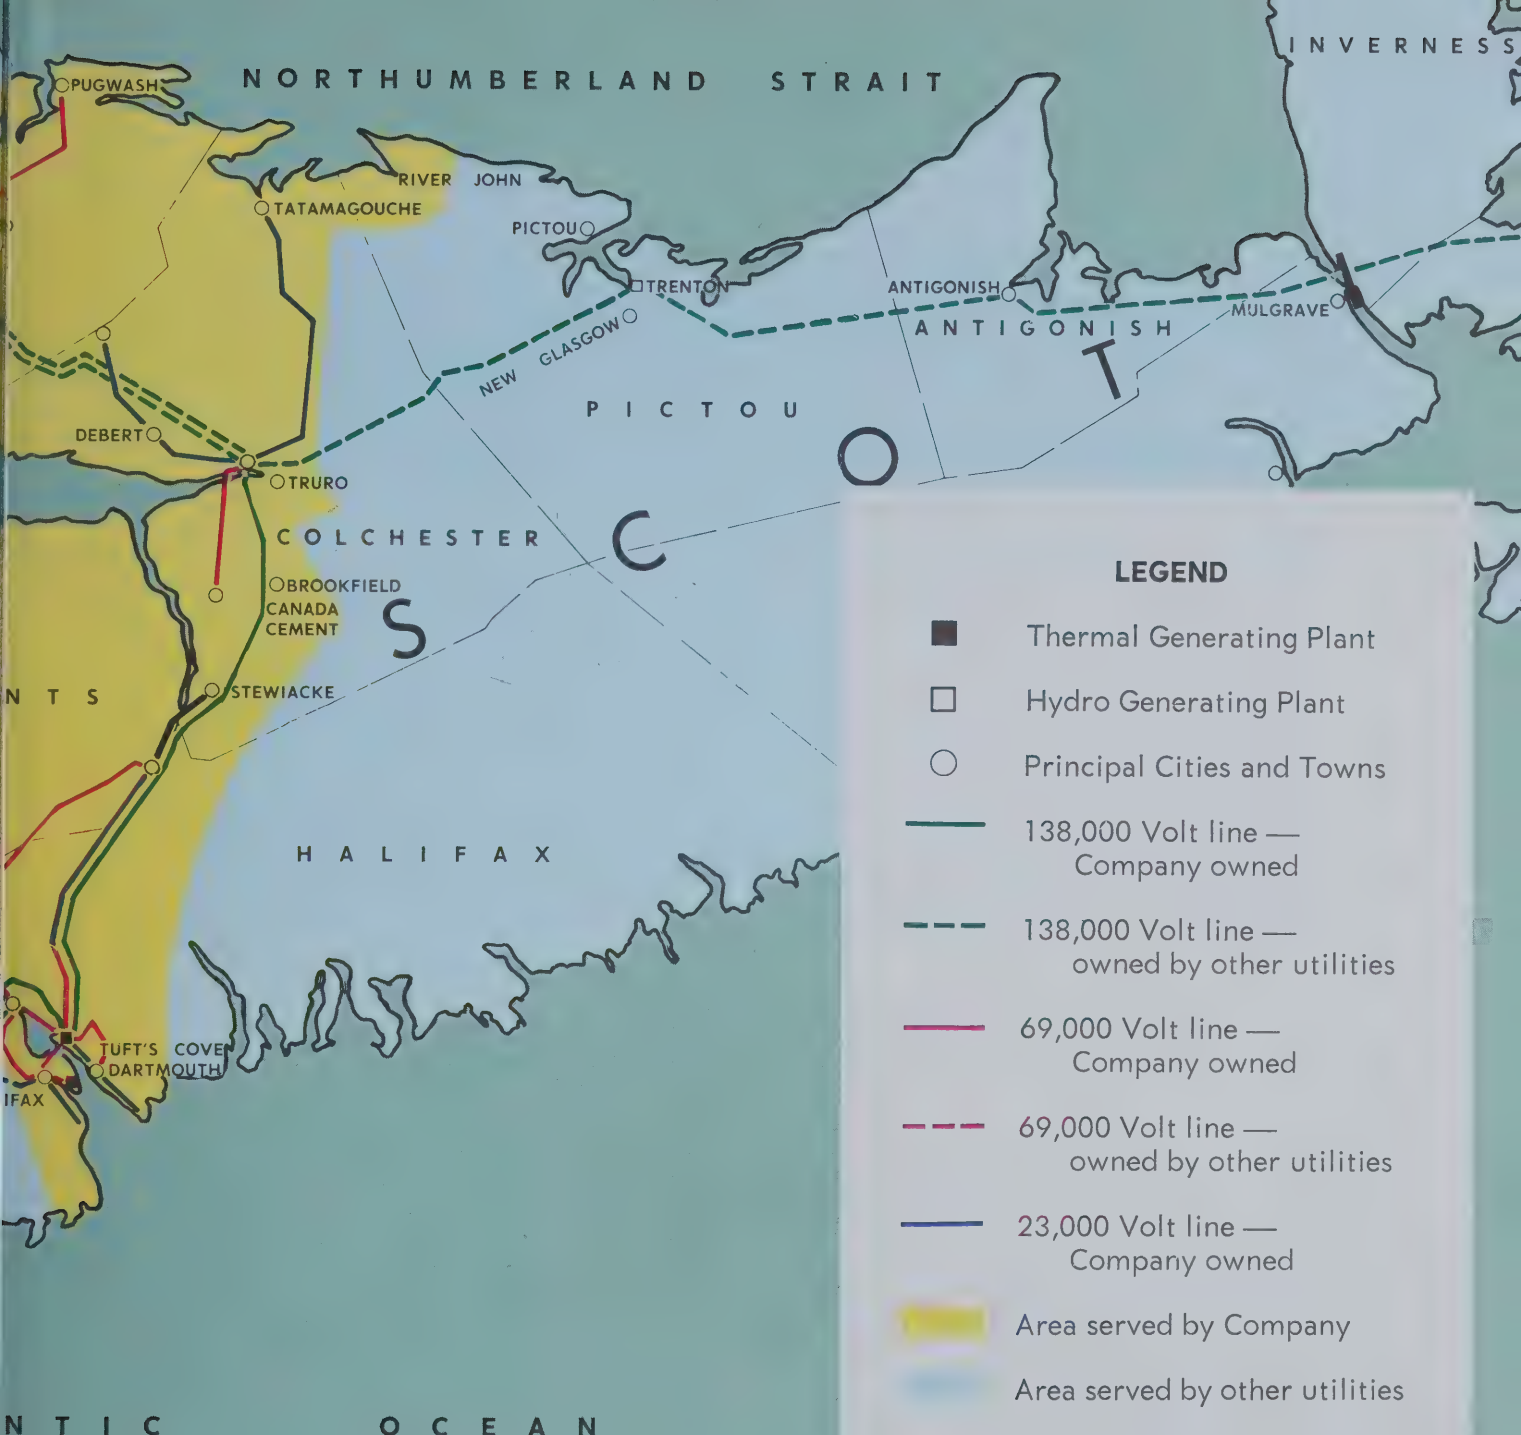 INVERNESS
NORTHUMBERLAND STRAIT
PUGWASH
RIVER JOHN
TATAMAGOUCHE
PICTOU
TRENTON
ANTIGONISH
MULGRAVE
ANTIGONISH
NEW GLASGOW
T
PICTOU
DEBERT
O
TRURO
COLCHESTER
C
BROOKFIELD
CANADA
CEMENT
S
NTS
STEWIACKE
HALIFAX
TUFT'S COVE
DARTMOUTH
IFAX
NTIC OCEAN
LEGEND
Thermal Generating Plant
Hydro Generating Plant
Principal Cities and Towns
138,000 Volt line —
Company owned
138,000 Volt line —
owned by other utilities
69,000 Volt line —
Company owned
69,000 Volt line —
owned by other utilities
23,000 Volt line —
Company owned
Area served by Company
Area served by other utilities